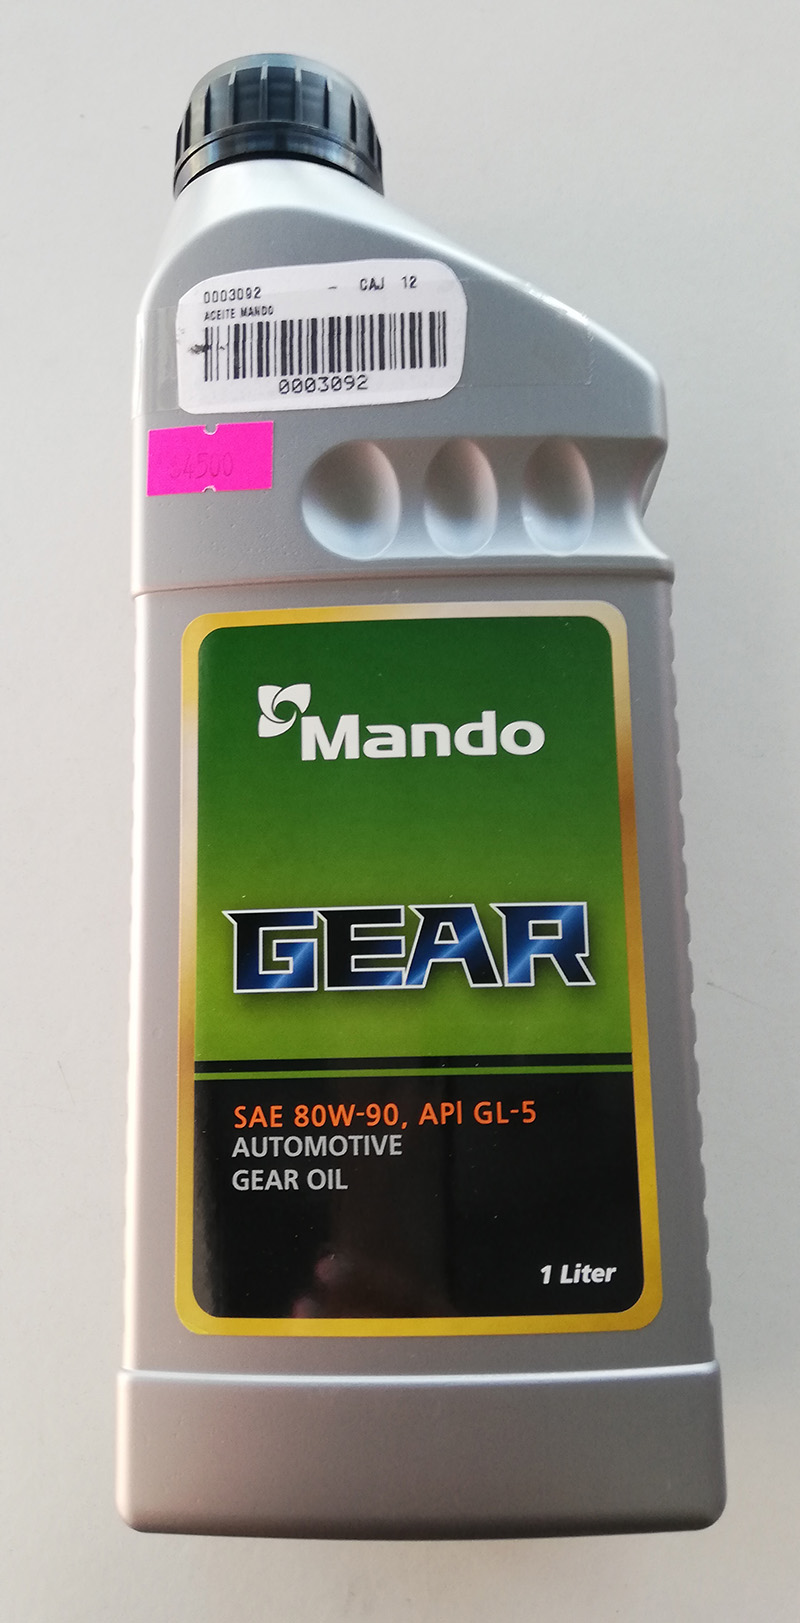 0003092 - CAJ 12
ACEITE MANDO
0003092
$4500
Mando
GEAR
SAE 80W-90, API GL-5
AUTOMOTIVE
GEAR OIL
1 Liter